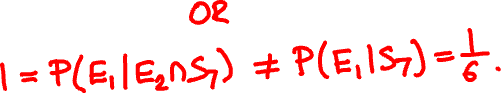 OR
1 = P(E₁|E₂∩S₇) ≠ P(E₁|S₇) = 1/6.